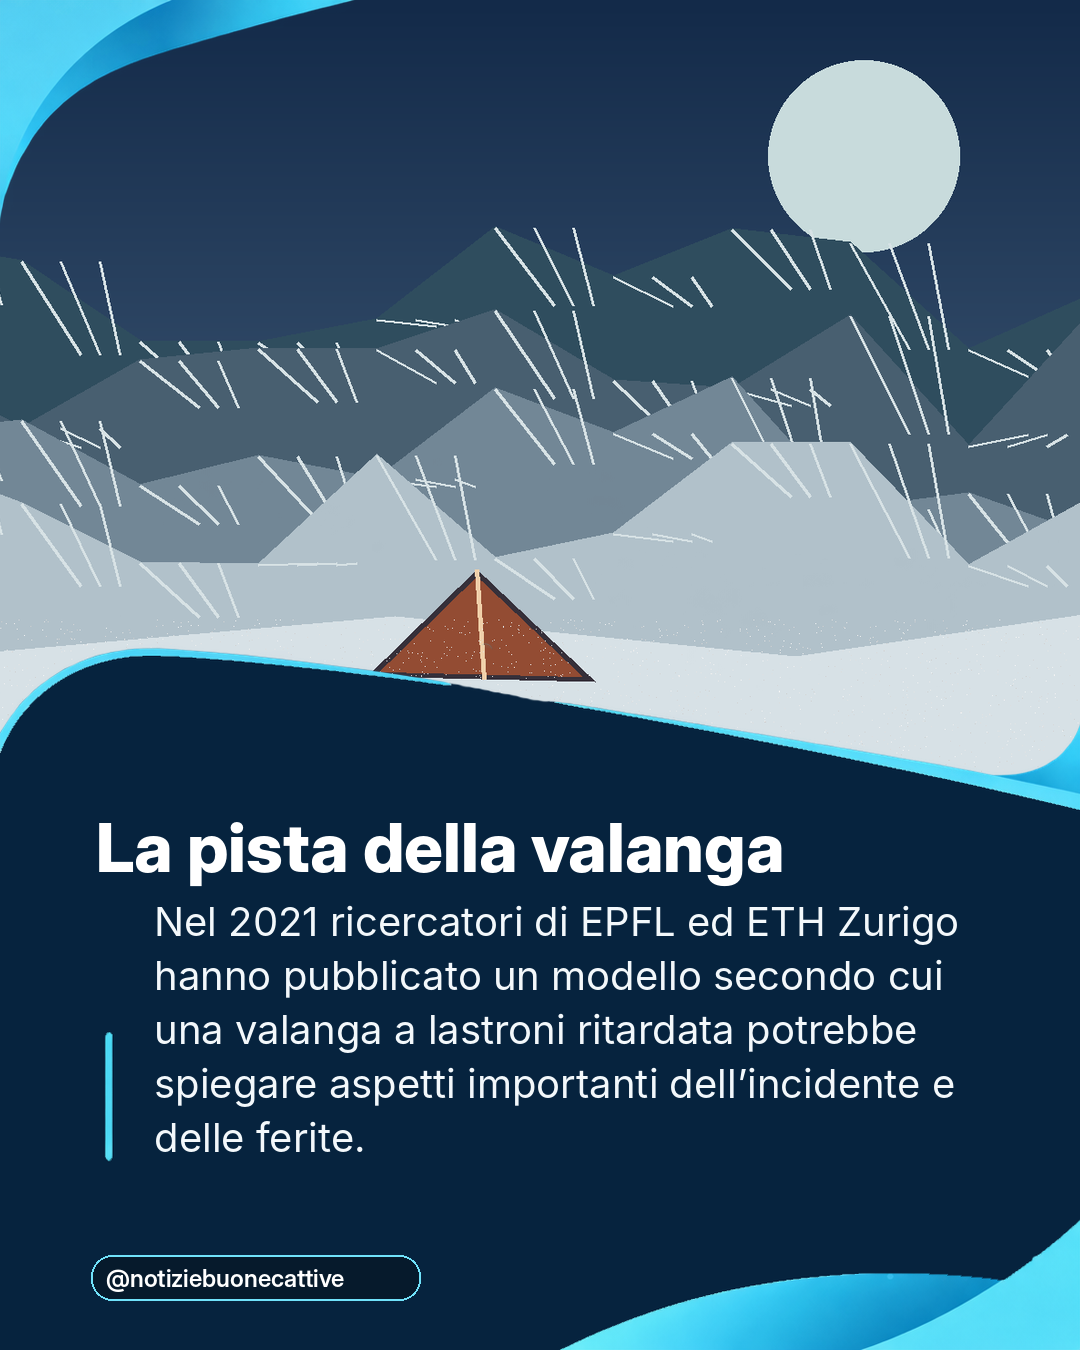 La pista della valanga
Nel 2021 ricercatori di EPFL ed ETH Zurigo
hanno pubblicato un modello secondo cui
una valanga a lastroni ritardata potrebbe
spiegare aspetti importanti dell’incidente e
delle ferite.
@notiziebuonecattive